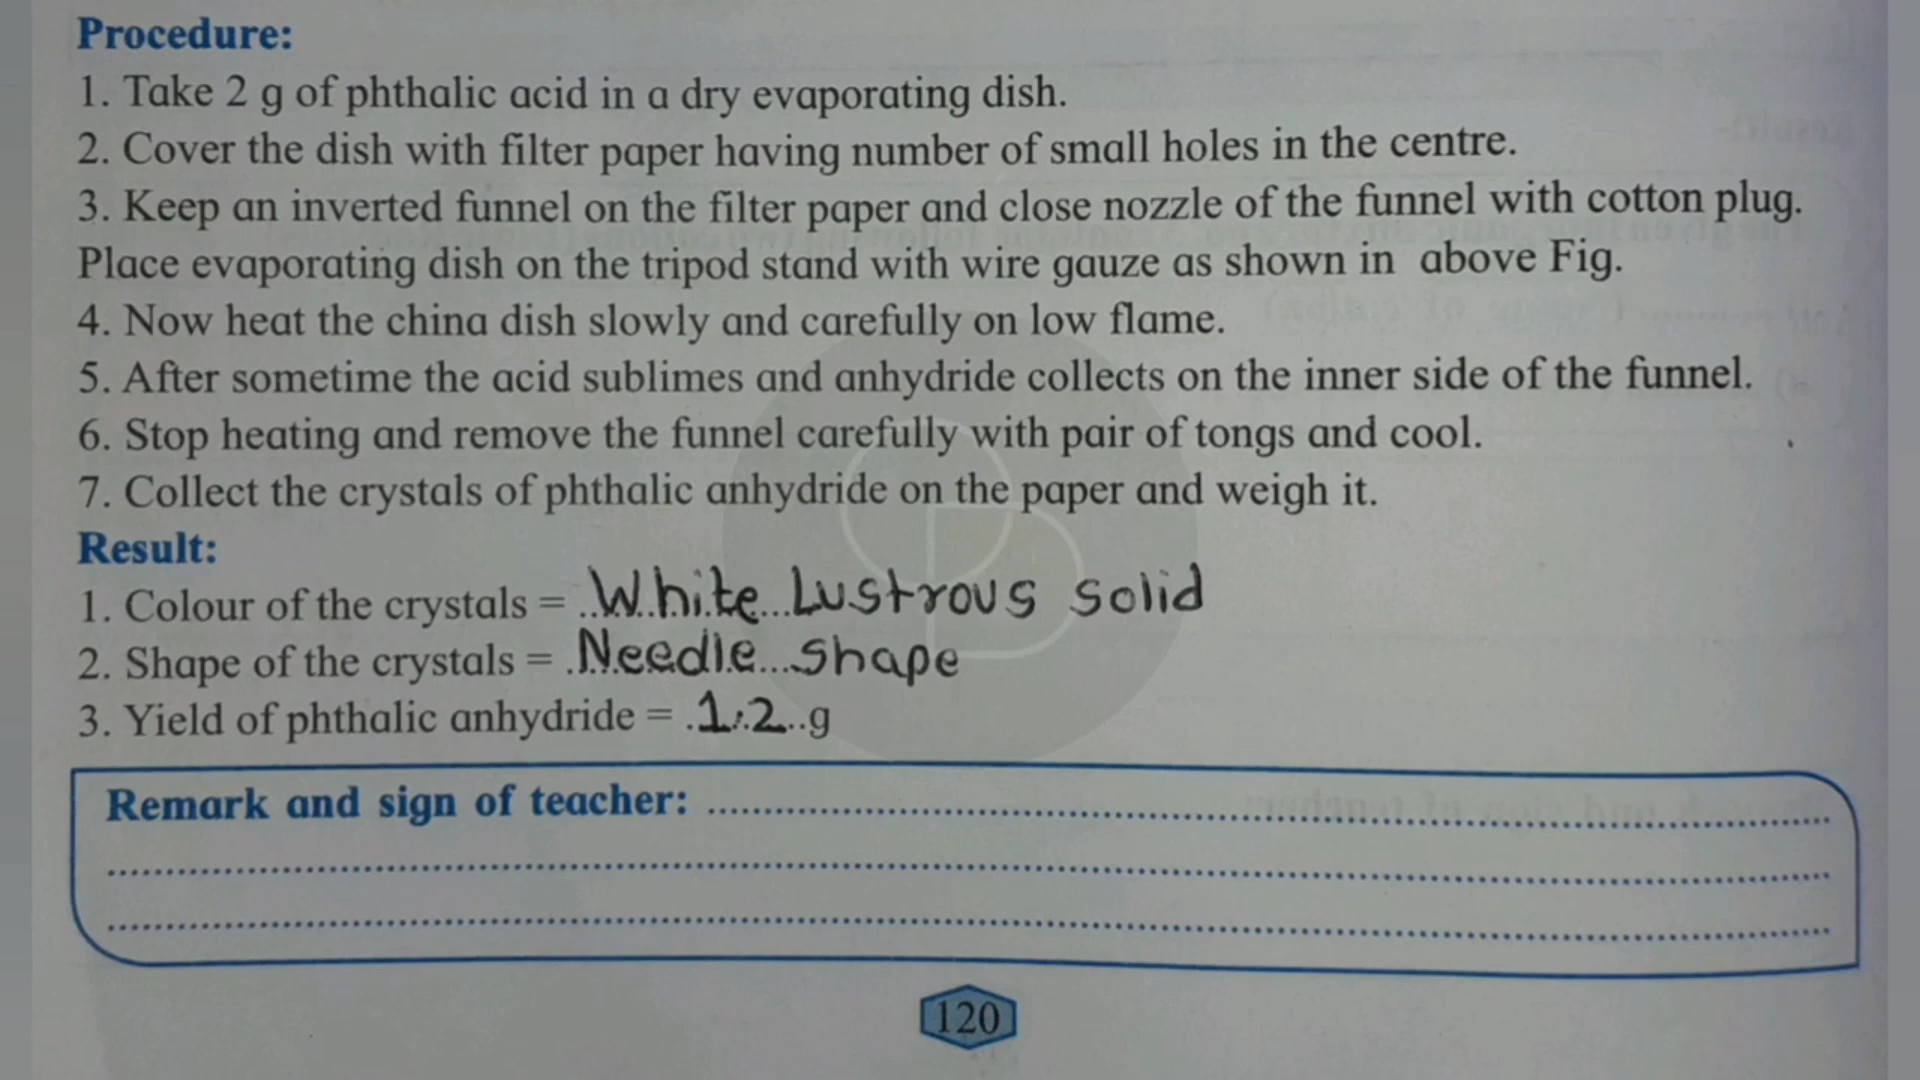 Procedure:
1. Take 2 g of phthalic acid in a dry evaporating dish.
2. Cover the dish with filter paper having number of small holes in the centre.
3. Keep an inverted funnel on the filter paper and close nozzle of the funnel with cotton plug.
Place evaporating dish on the tripod stand with wire gauze as shown in above Fig.
4. Now heat the china dish slowly and carefully on low flame.
5. After sometime the acid sublimes and anhydride collects on the inner side of the funnel.
6. Stop heating and remove the funnel carefully with pair of tongs and cool.
7. Collect the crystals of phthalic anhydride on the paper and weigh it.
Result:
1. Colour of the crystals = White Lustrous solid
2. Shape of the crystals = Needle shape
3. Yield of phthalic anhydride = 1.2 g
Remark and sign of teacher:
120